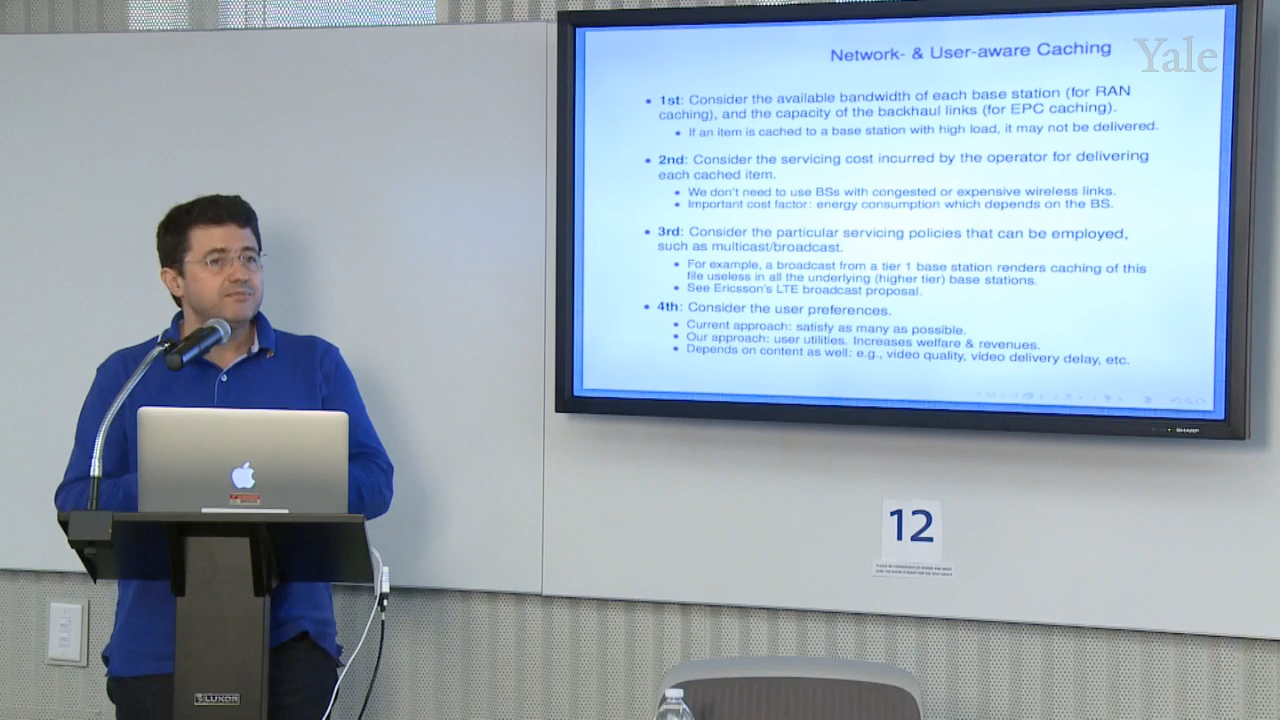 Network- & User-aware Caching
Yale
• 1st: Consider the available bandwidth of each base station (for RAN
caching), and the capacity of the backhaul links (for EPC caching).
• If an item is cached to a base station with high load, it may not be delivered.
• 2nd: Consider the servicing cost incurred by the operator for delivering
each cached item.
• We don't need to use BSs with congested or expensive wireless links.
• Important cost factor: energy consumption which depends on the BS.
• 3rd: Consider the particular servicing policies that can be employed,
such as multicast/broadcast.
• For example, a broadcast from a tier 1 base station renders caching of this
file useless in all the underlying (higher tier) base stations.
• See Ericsson's LTE broadcast proposal.
• 4th: Consider the user preferences.
• Current approach: satisfy as many as possible.
• Our approach: user utilities. Increases welfare & revenues.
• Depends on content as well: e.g., video quality, video delivery delay, etc.
SHARP
12
LUXOR